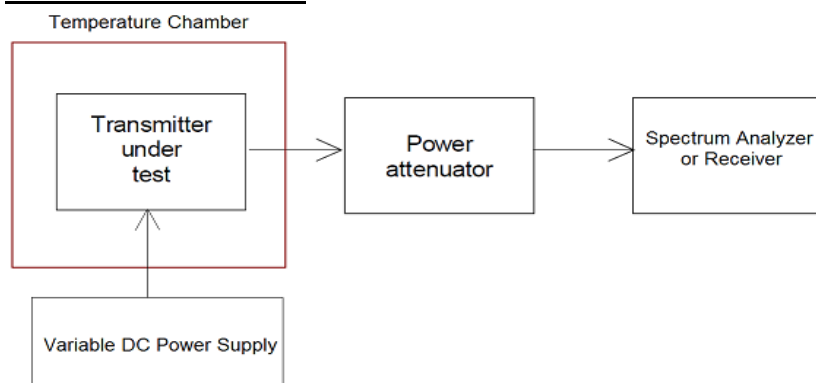 Temperature Chamber
Transmitter
under
test
Power
attenuator
Spectrum Analyzer
or Receiver
Variable DC Power Supply